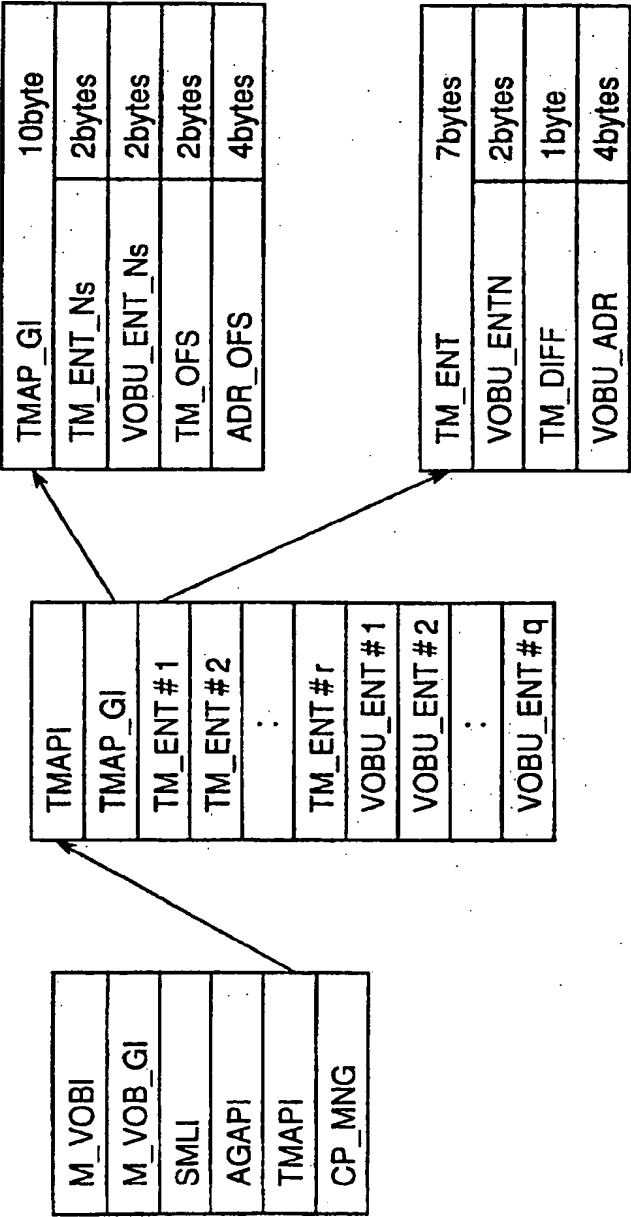 M_VOBI
M_VOB_GI
SMLI
AGAPI
TMAPI
CP_MNG
TMAPI
TMAP_GI
TM_ENT#1
TM_ENT#2
:
TM_ENT#r
VOBU_ENT#1
VOBU_ENT#2
:
VOBU_ENT#q
TMAP_GI 10byte
TM_ENT_Ns 2bytes
VOBU_ENT_Ns 2bytes
TM_OFS 2bytes
ADR_OFS 4bytes
TM_ENT 7bytes
VOBU_ENTN 2bytes
TM_DIFF 1byte
VOBU_ADR 4bytes